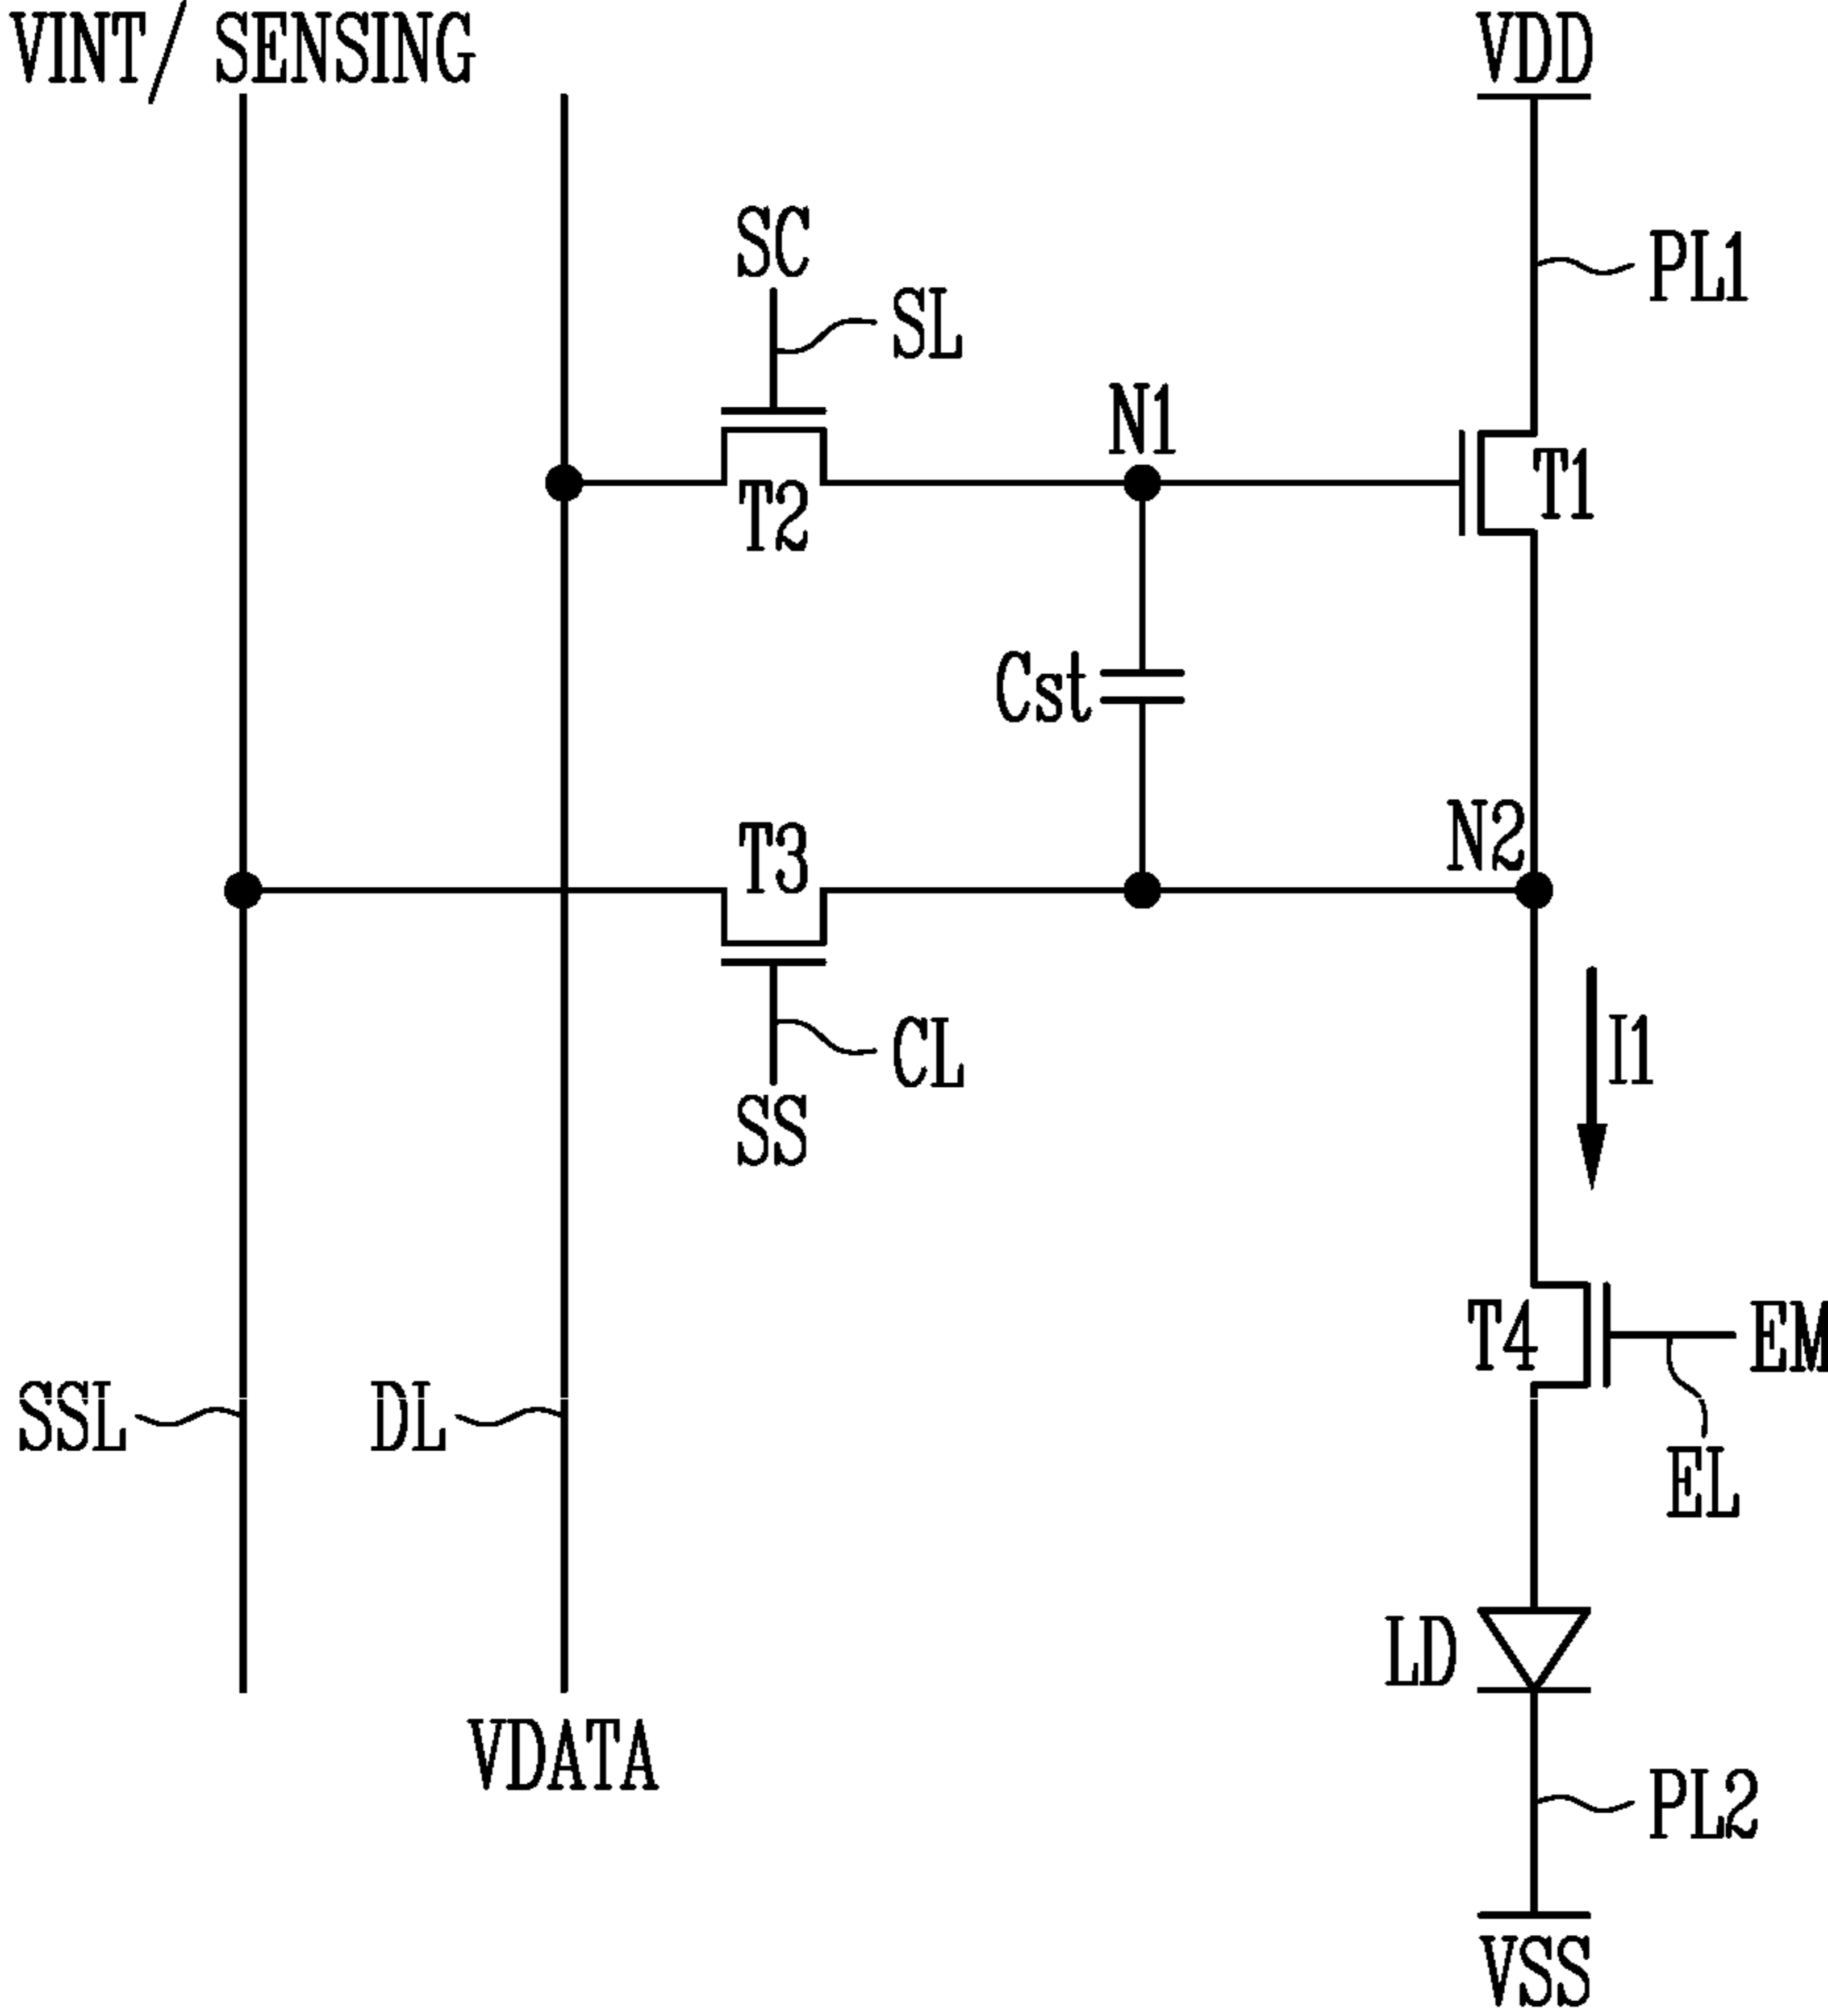 VINT/ SENSING
VDD
SC
PL1
SL
N1
T1
T2
Cst
N2
T3
CL
I1
SS
T4
EM
SSL
DL
EL
LD
VDATA
PL2
VSS